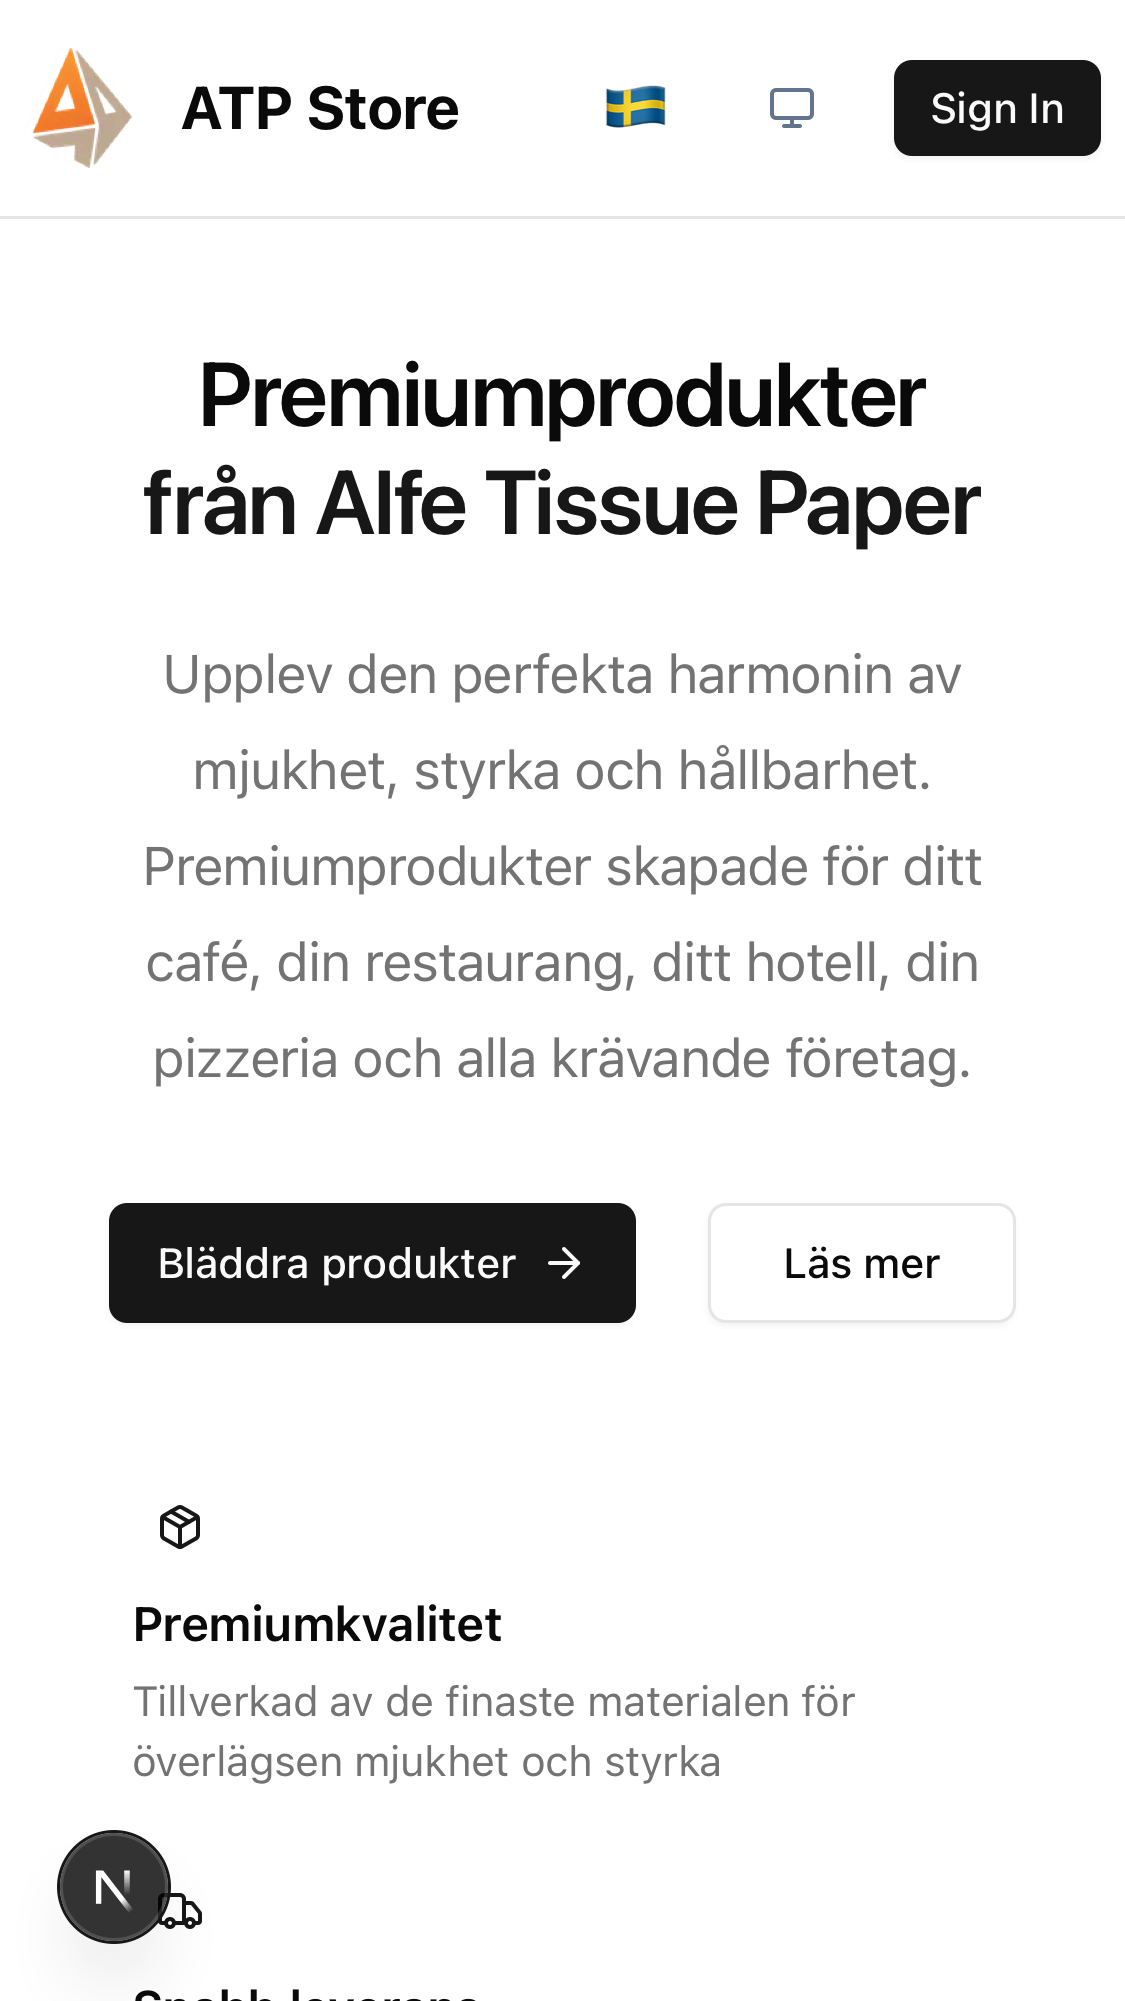 ATP Store
Sign In
Premiumprodukter
från Alfe Tissue Paper
Upplev den perfekta harmonin av
mjukhet, styrka och hållbarhet.
Premiumprodukter skapade för ditt
café, din restaurang, ditt hotell, din
pizzeria och alla krävande företag.
Bläddra produkter
Läs mer
Premiumkvalitet
Tillverkad av de finaste materialen för
överlägsen mjukhet och styrka
N
Snabb leverans